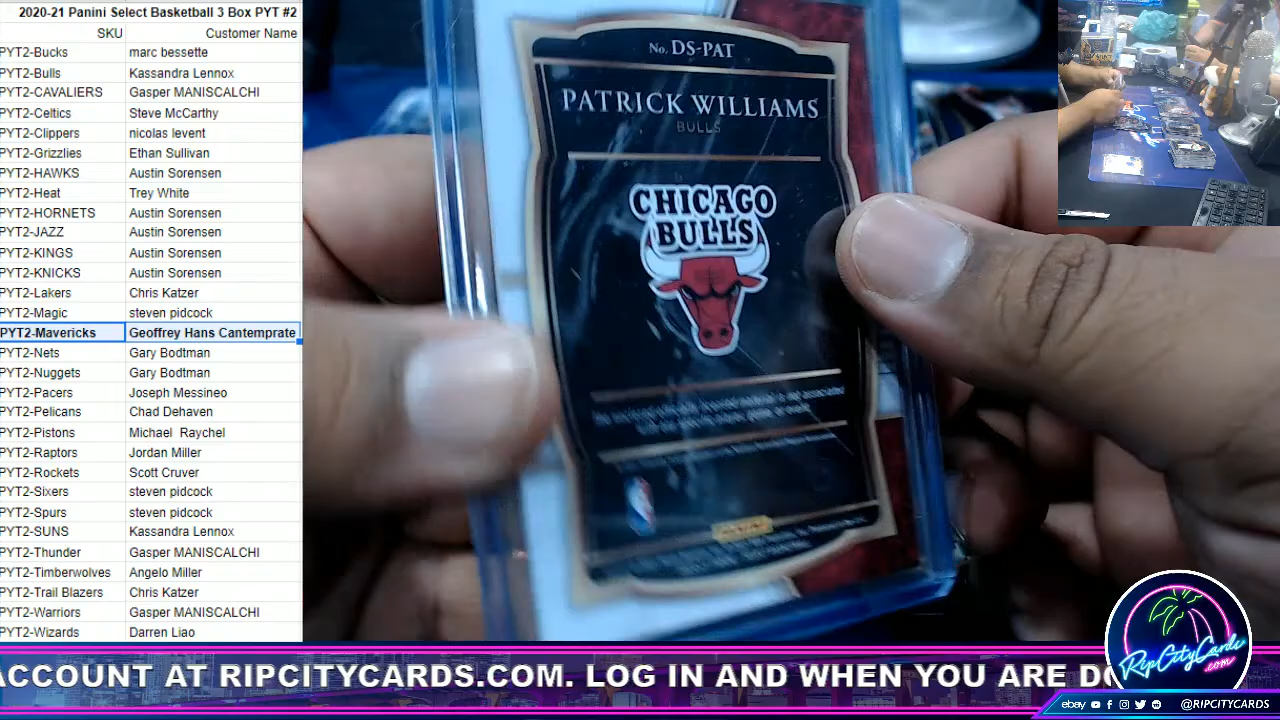 2020-21 Panini Select Basketball 3 Box PYT #2
SKU Customer Name
PYT2-Bucks marc bessette
PYT2-Bulls Kassandra Lennox
PYT2-CAVALIERS Gasper MANISCALCHI
PYT2-Celtics Steve McCarthy
PYT2-Clippers nicolas levent
PYT2-Grizzlies Ethan Sullivan
PYT2-HAWKS Austin Sorensen
PYT2-Heat Trey White
PYT2-HORNETS Austin Sorensen
PYT2-JAZZ Austin Sorensen
PYT2-KINGS Austin Sorensen
PYT2-KNICKS Austin Sorensen
PYT2-Lakers Chris Katzer
PYT2-Magic steven pidcock
PYT2-Mavericks Geoffrey Hans Cantemprate
PYT2-Nets Gary Bodtman
PYT2-Nuggets Gary Bodtman
PYT2-Pacers Joseph Messineo
PYT2-Pelicans Chad Dehaven
PYT2-Pistons Michael Raychel
PYT2-Raptors Jordan Miller
PYT2-Rockets Scott Cruver
PYT2-Sixers steven pidcock
PYT2-Spurs steven pidcock
PYT2-SUNS Kassandra Lennox
PYT2-Thunder Gasper MANISCALCHI
PYT2-Timberwolves Angelo Miller
PYT2-Trail Blazers Chris Katzer
PYT2-Warriors Gasper MANISCALCHI
PYT2-Wizards Darren Liao
No. DS-PAT
PATRICK WILLIAMS
BULLS
CHICAGO
BULLS
PANINI
ACCOUNT AT RIPCITYCARDS.COM. LOG IN AND WHEN YOU ARE
RipCityCards
.com
ebay @RIPCITYCARDS